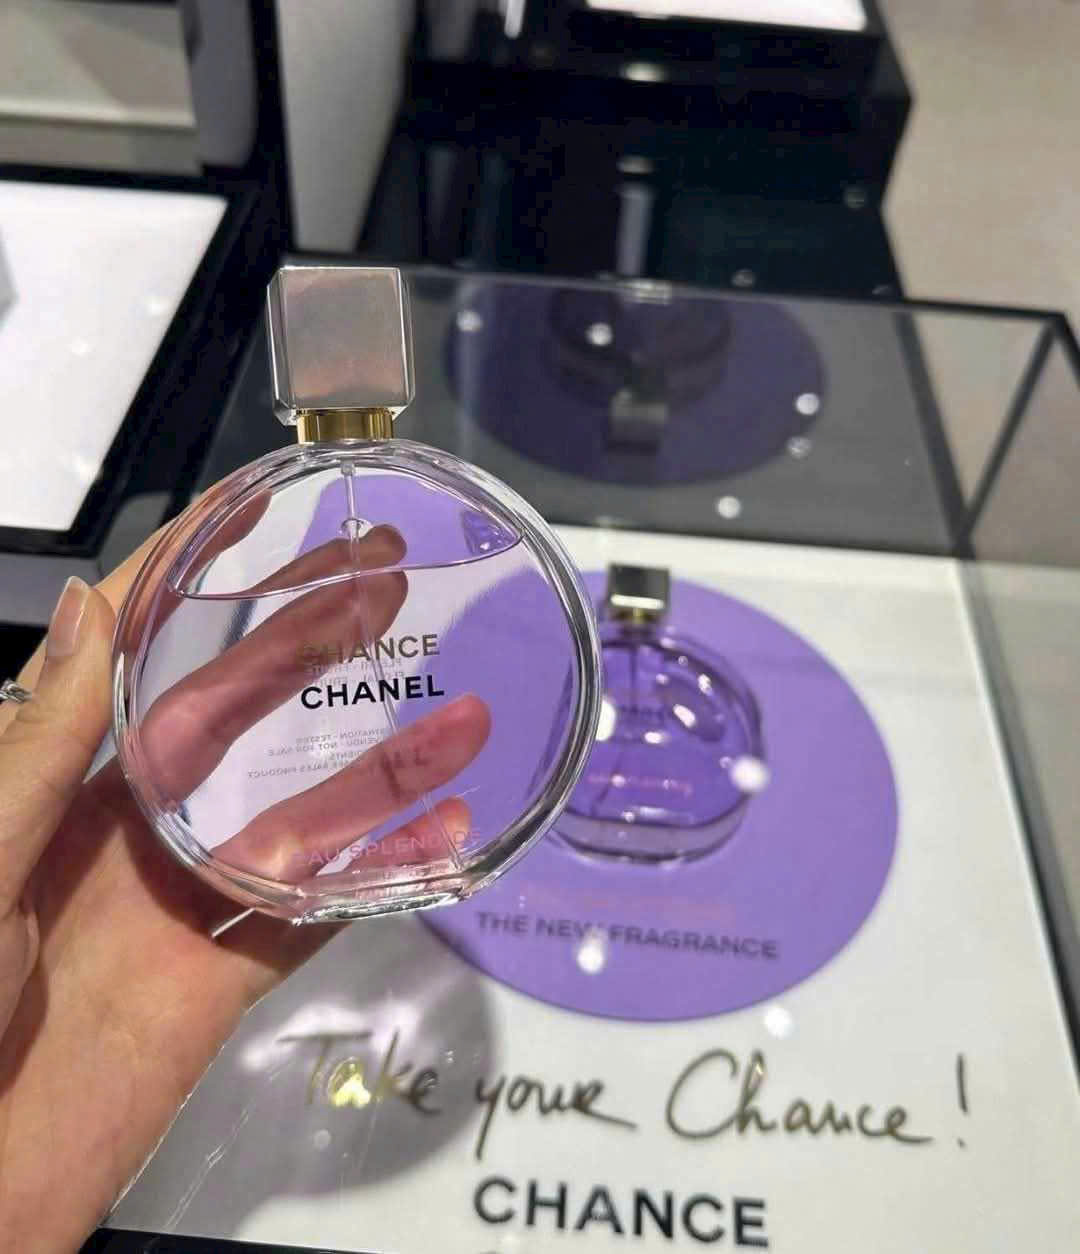 CHANCE
CHANEL
EAU SPLENDIDE
THE NEW FRAGRANCE
Take your Chance!
CHANCE